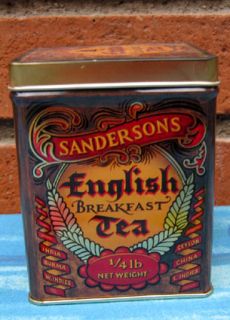 SANDERSONS
English
BREAKFAST
Tea
1/4 lb
NET WEIGHT
INDIA
BURMA
CEYLON
CHINA